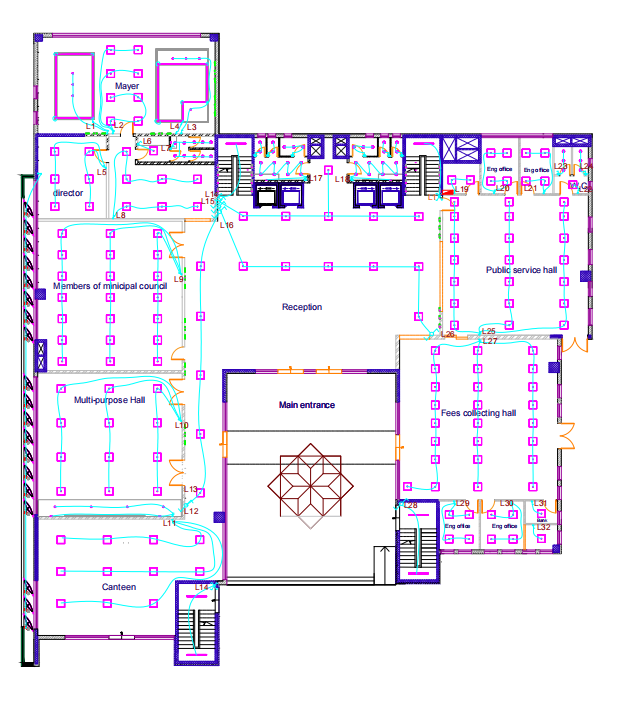 Mayer
L1
L2
L4
L3
L6
L7
L5
director
L8
L14
L15
L16
L17
L18
L19
Eng office
L20
Eng office
L21
L23
L9
Members of minicipal council
Reception
Public service hall
L25
L26
L27
Multi-purpose Hall
L10
Main entrance
Fees collecting hall
L13
L12
L11
L28
L29
Eng office
L30
Eng office
L31
L32
Canteen
L14